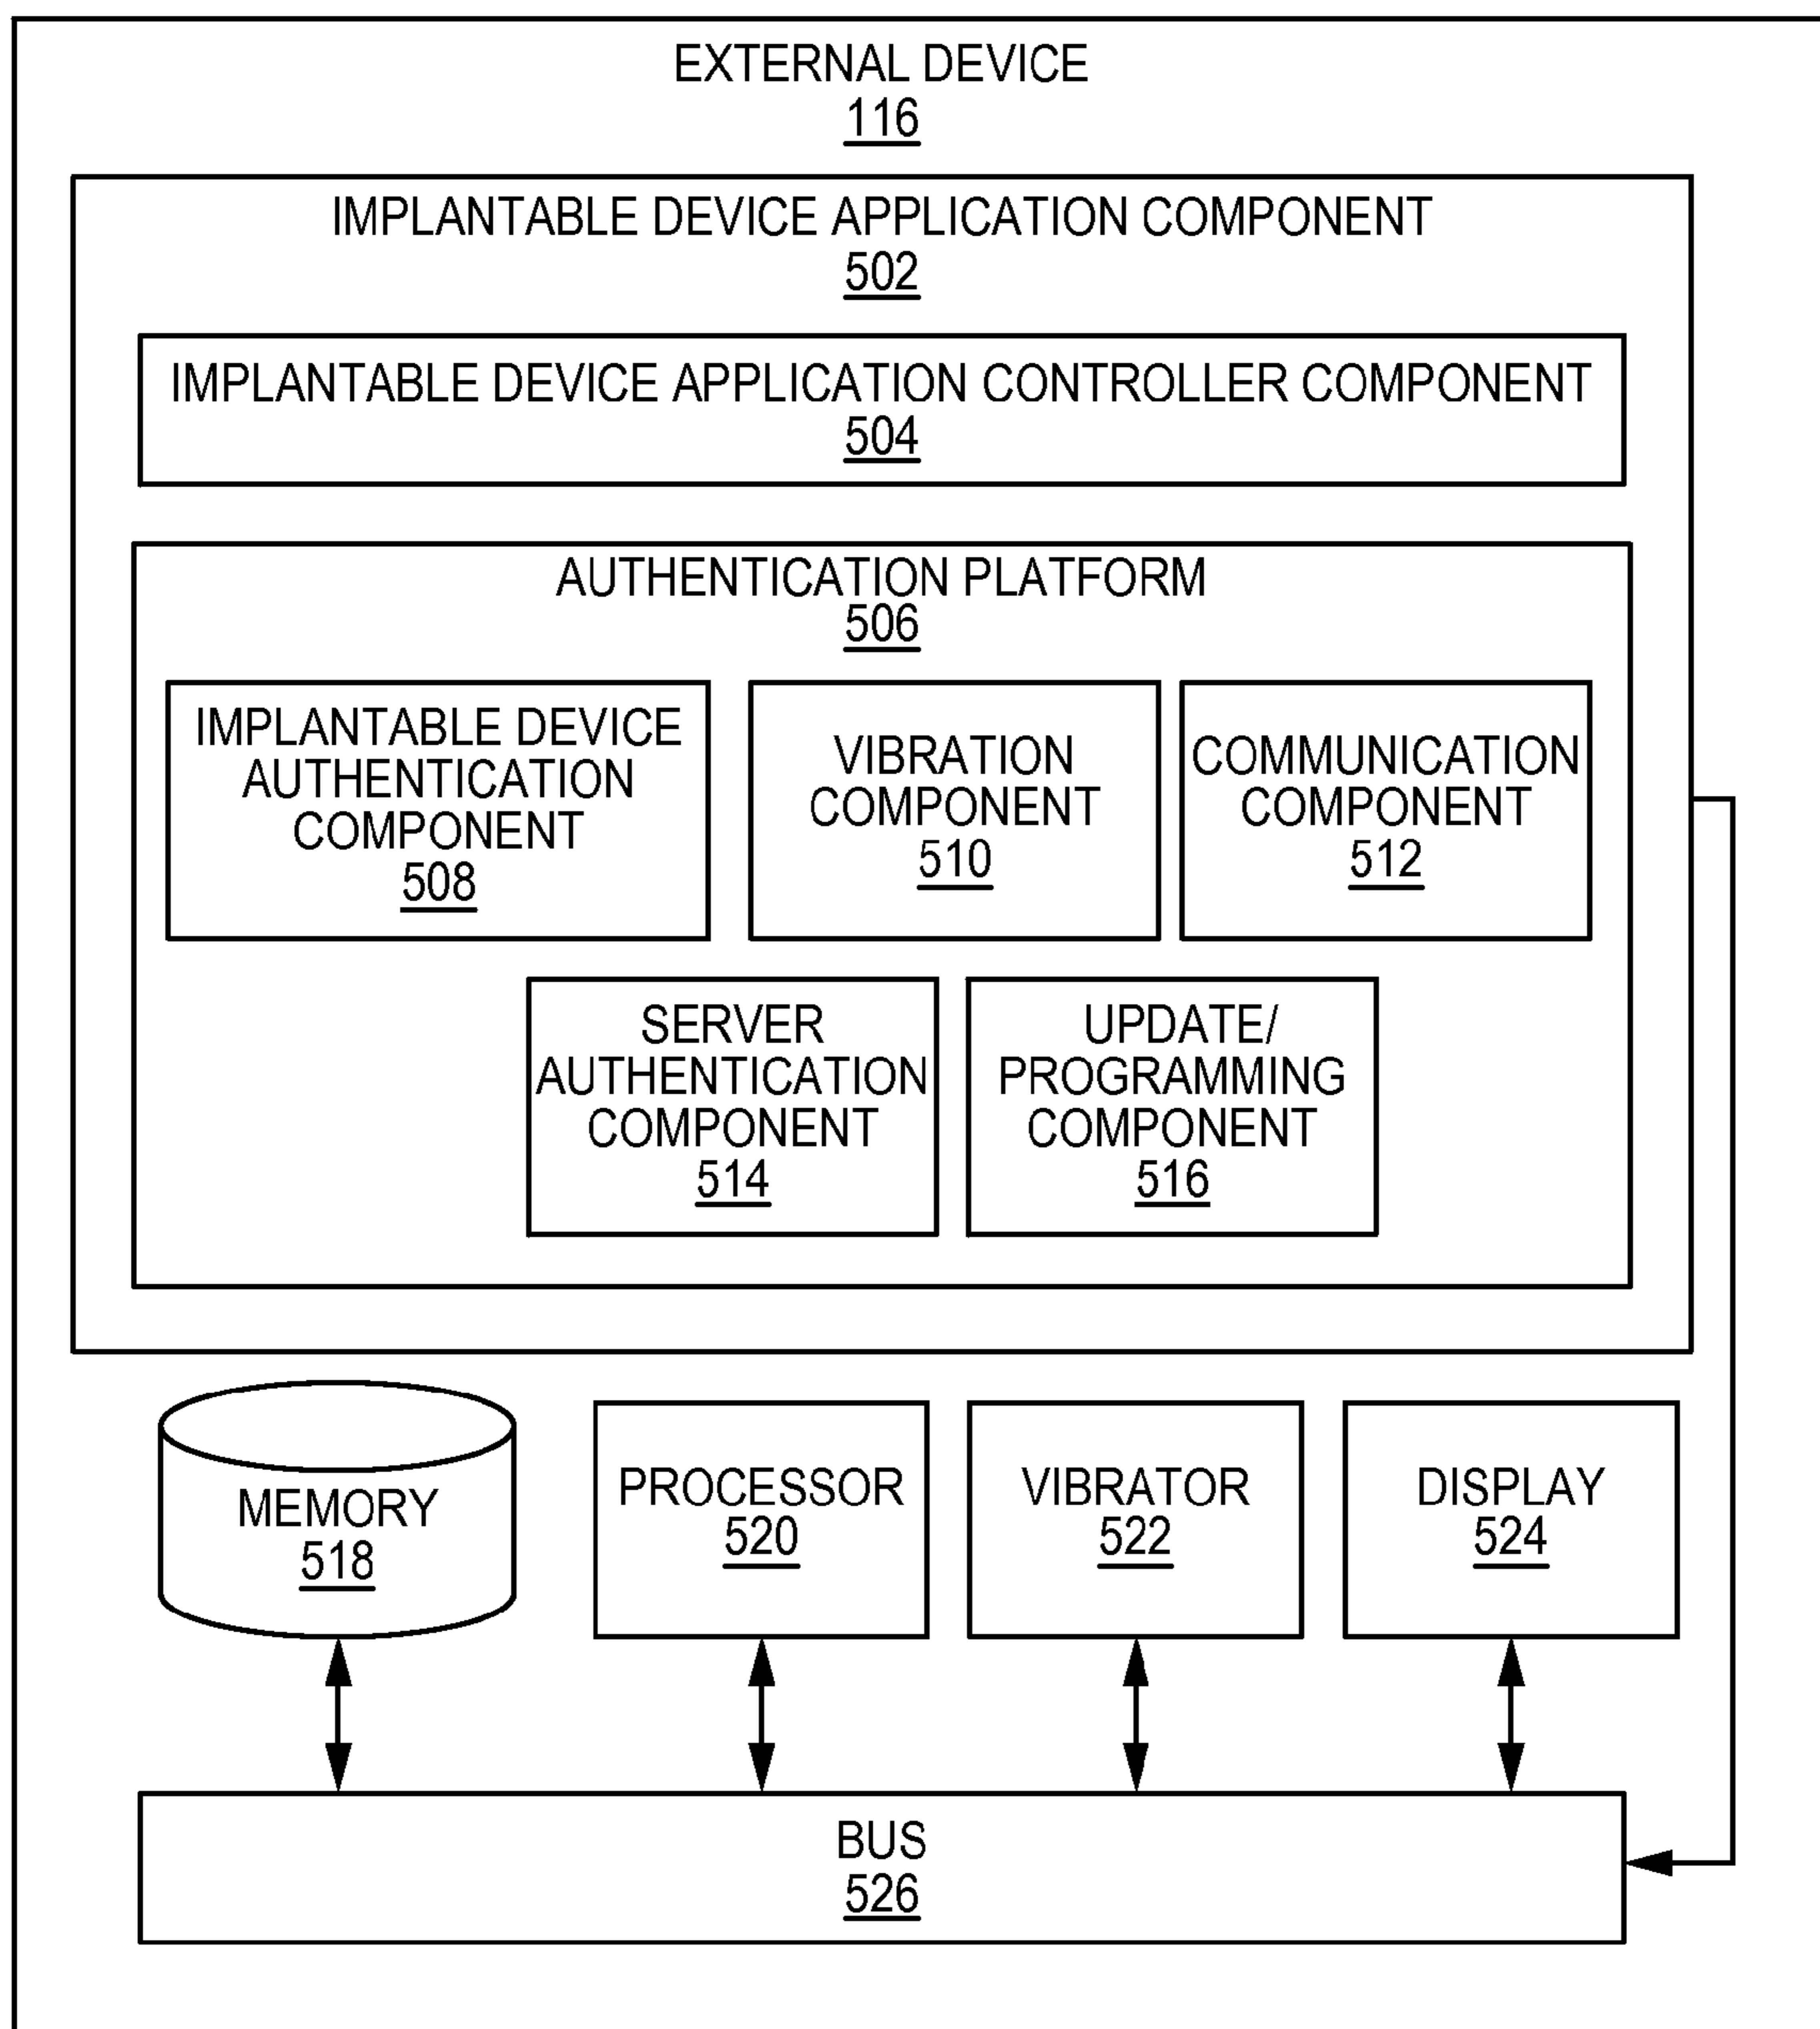 EXTERNAL DEVICE
116
IMPLANTABLE DEVICE APPLICATION COMPONENT
502
IMPLANTABLE DEVICE APPLICATION CONTROLLER COMPONENT
504
AUTHENTICATION PLATFORM
506
IMPLANTABLE DEVICE
AUTHENTICATION
COMPONENT
508
VIBRATION
COMPONENT
510
COMMUNICATION
COMPONENT
512
SERVER
AUTHENTICATION
COMPONENT
514
UPDATE/
PROGRAMMING
COMPONENT
516
MEMORY
518
PROCESSOR
520
VIBRATOR
522
DISPLAY
524
BUS
526